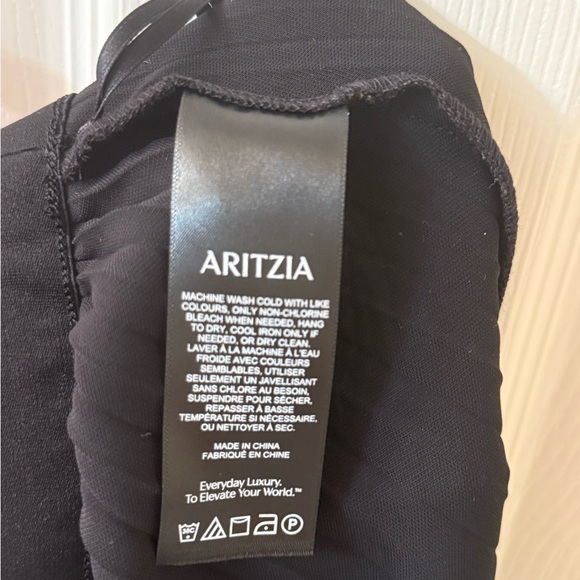 ARITZIA
MACHINE WASH COLD WITH LIKE
COLOURS, ONLY NON-CHLORINE
BLEACH WHEN NEEDED, HANG
TO DRY, COOL IRON ONLY IF
NEEDED, OR DRY CLEAN.
LAVER À LA MACHINE À L'EAU
FROIDE AVEC COULEURS
SEMBLABLES, UTILISER
SEULEMENT UN JAVELLISANT
SANS CHLORE AU BESOIN,
SUSPENDRE POUR SÉCHER,
REPASSER À BASSE
TEMPÉRATURE SI NÉCESSAIRE,
OU NETTOYER À SEC.
MADE IN CHINA
FABRIQUÉ EN CHINE
Everyday Luxury.
To Elevate Your World.™
30C P